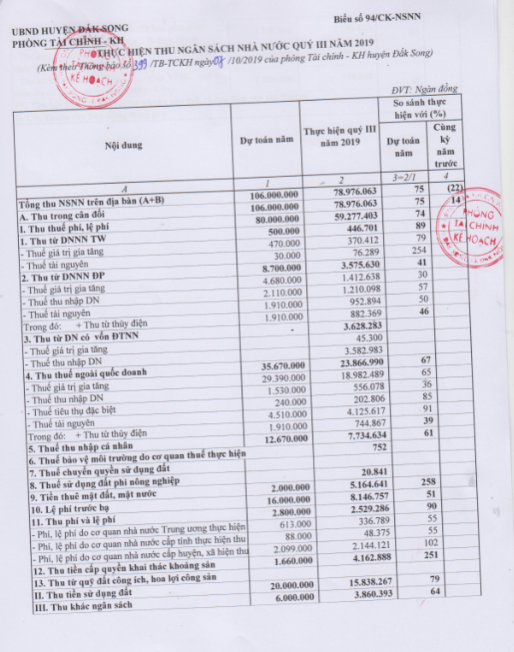 UBND HUYỆN ĐẮK SONG
Biểu số 94/CK-NSNN
PHÒNG TÀI CHÍNH - KH
THỰC HIỆN THU NGÂN SÁCH NHÀ NƯỚC QUÝ III NĂM 2019
(Kèm theo Thông báo số 399 /TB-TCKH ngày 07 /10/2019 của phòng Tài chính - KH huyện Đắk Song)
PHÒNG
TÀI CHÍNH
KẾ HOẠCH
ĐVT: Ngàn đồng
Nội dung Dự toán năm Thực hiện quý III năm 2019 So sánh thực hiện với (%)
Dự toán năm Cùng kỳ năm trước
A 1 2 3=2/1 4
Tổng thu NSNN trên địa bàn (A+B) 106.000.000 78.976.063 75 (22)
A. Thu trong cân đối 106.000.000 78.976.063 75 14
I. Thu thuế phí, lệ phí 80.000.000 59.277.403 74
1. Thu từ DNNN TW 500.000 446.701 89
- Thuế giá trị gia tăng 470.000 370.412 79
- Thuế tài nguyên 30.000 76.289 254
2. Thu từ DNNN ĐP 8.700.000 3.575.630 41
- Thuế giá trị gia tăng 4.680.000 1.412.638 30
- Thuế thu nhập DN 2.110.000 1.210.098 57
- Thuế tài nguyên 1.910.000 952.894 50
Trong đó: + Thu từ thủy điện 1.910.000 882.369 46
3. Thu từ DN có vốn ĐTNN 3.628.283
- Thuế giá trị gia tăng 45.300
- Thuế thu nhập DN 3.582.983
4. Thu thuế ngoài quốc doanh 35.670.000 23.866.990 67
- Thuế giá trị gia tăng 29.390.000 18.982.489 65
- Thuế thu nhập DN 1.530.000 556.078 36
- Thuế tiêu thụ đặc biệt 240.000 202.806 85
- Thuế tài nguyên 4.510.000 4.125.617 91
Trong đó: + Thu từ thủy điện 1.910.000 744.867 39
5. Thuế thu nhập cá nhân 12.670.000 7.734.634 61
6. Thuế bảo vệ môi trường do cơ quan thuế thực hiện 752
7. Thuế chuyển quyền sử dụng đất
8. Thuế sử dụng đất phi nông nghiệp 20.841
9. Tiền thuê mặt đất, mặt nước 2.000.000 5.164.641 258
10. Lệ phí trước bạ 16.000.000 8.146.757 51
11. Thu phí và lệ phí 2.800.000 2.529.286 90
- Phí, lệ phí do cơ quan nhà nước Trung ương thực hiện 613.000 336.789 55
- Phí, lệ phí do cơ quan nhà nước cấp tỉnh thực hiện thu 88.000 48.375 55
- Phí, lệ phí do cơ quan nhà nước cấp huyện, xã hiện thu 2.099.000 2.144.121 102
12. Thu tiền cấp quyền khai thác khoáng sản 1.660.000 4.162.888 251
13. Thu từ quỹ đất công ích, hoa lợi công sản
II. Thu tiền sử dụng đất 20.000.000 15.838.267 79
III. Thu khác ngân sách 6.000.000 3.860.393 64
PHÒNG
TÀI CHÍNH
KẾ HOẠCH